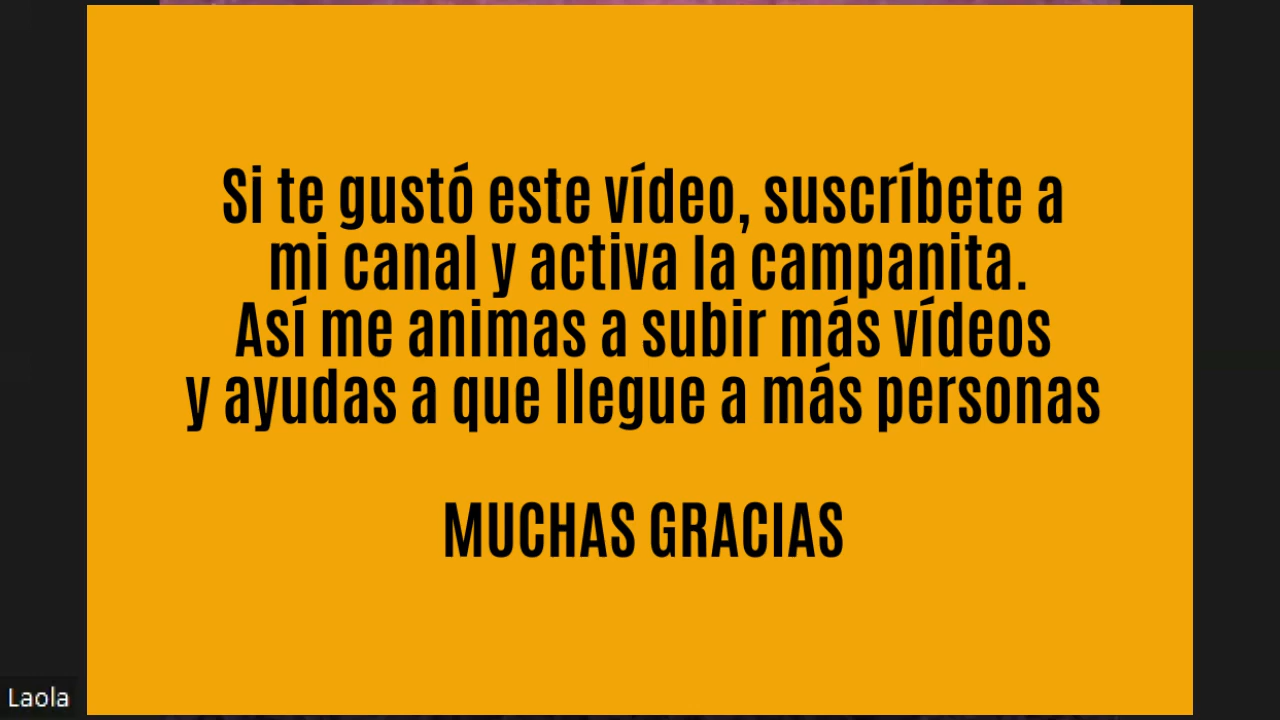 Si te gustó este vídeo, suscríbete a
mi canal y activa la campanita.
Así me animas a subir más vídeos
y ayudas a que llegue a más personas
MUCHAS GRACIAS
Laola